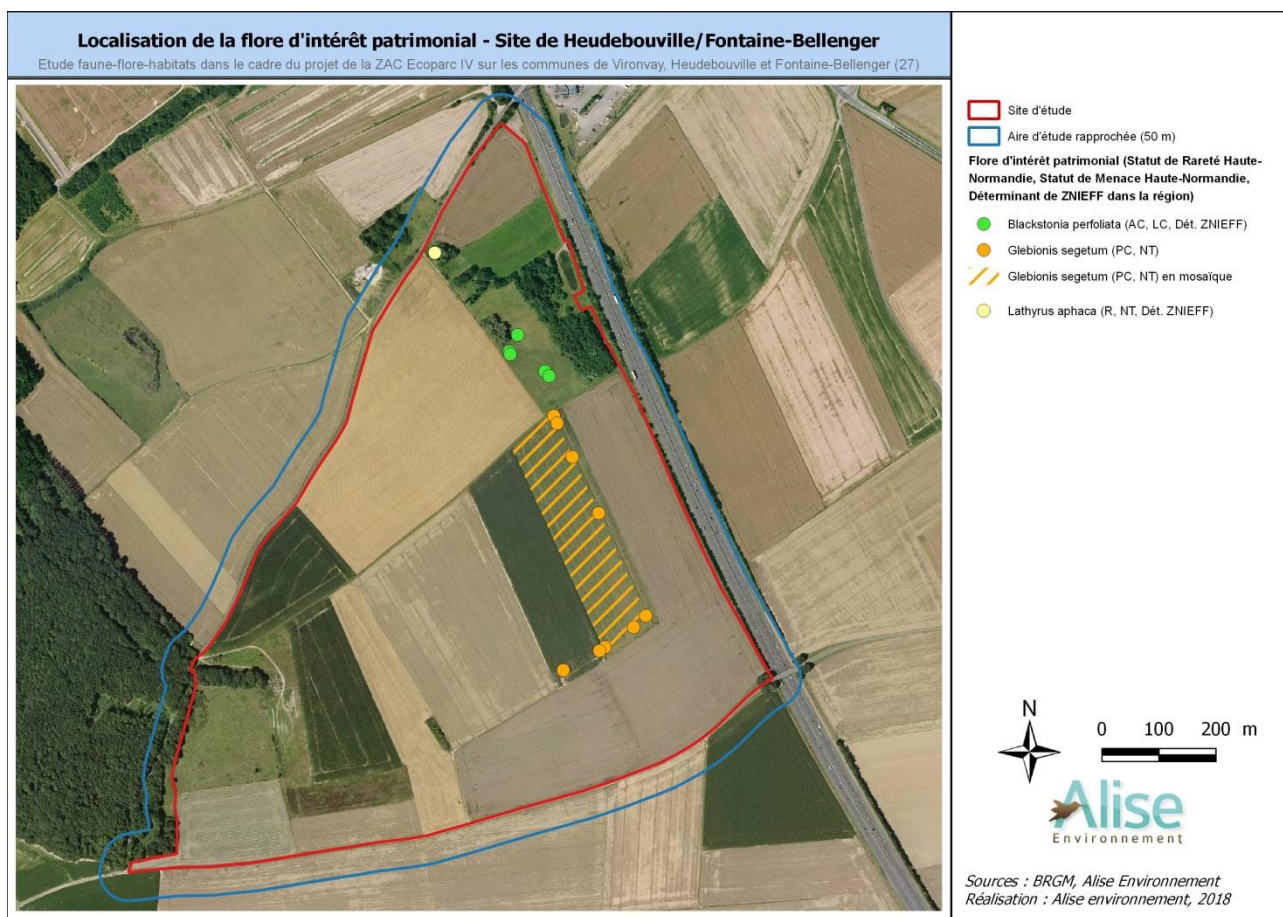 Localisation de la flore d'intérêt patrimonial - Site de Heudebouville/Fontaine-Bellenger
Etude faune-flore-habitats dans le cadre du projet de la ZAC Ecoparc IV sur les communes de Vironvay, Heudebouville et Fontaine-Bellenger (27)
Site d'étude
Aire d'étude rapprochée (50 m)
Flore d'intérêt patrimonial (Statut de Rareté Haute-
Normandie, Statut de Menace Haute-Normandie,
Déterminant de ZNIEFF dans la région)
Blackstonia perfoliata (AC, LC, Dét. ZNIEFF)
Glebionis segetum (PC, NT)
Glebionis segetum (PC, NT) en mosaïque
Lathyrus aphaca (R, NT, Dét. ZNIEFF)
N
0 100 200 m
Alise
Environnement
Sources : BRGM, Alise Environnement
Réalisation : Alise environnement, 2018